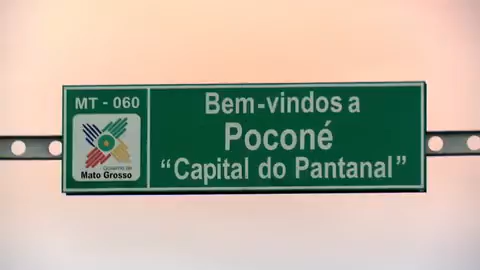 MT - 060
GOVERNO DE
Mato Grosso
Bem-vindos a
Poconé
“Capital do Pantanal”